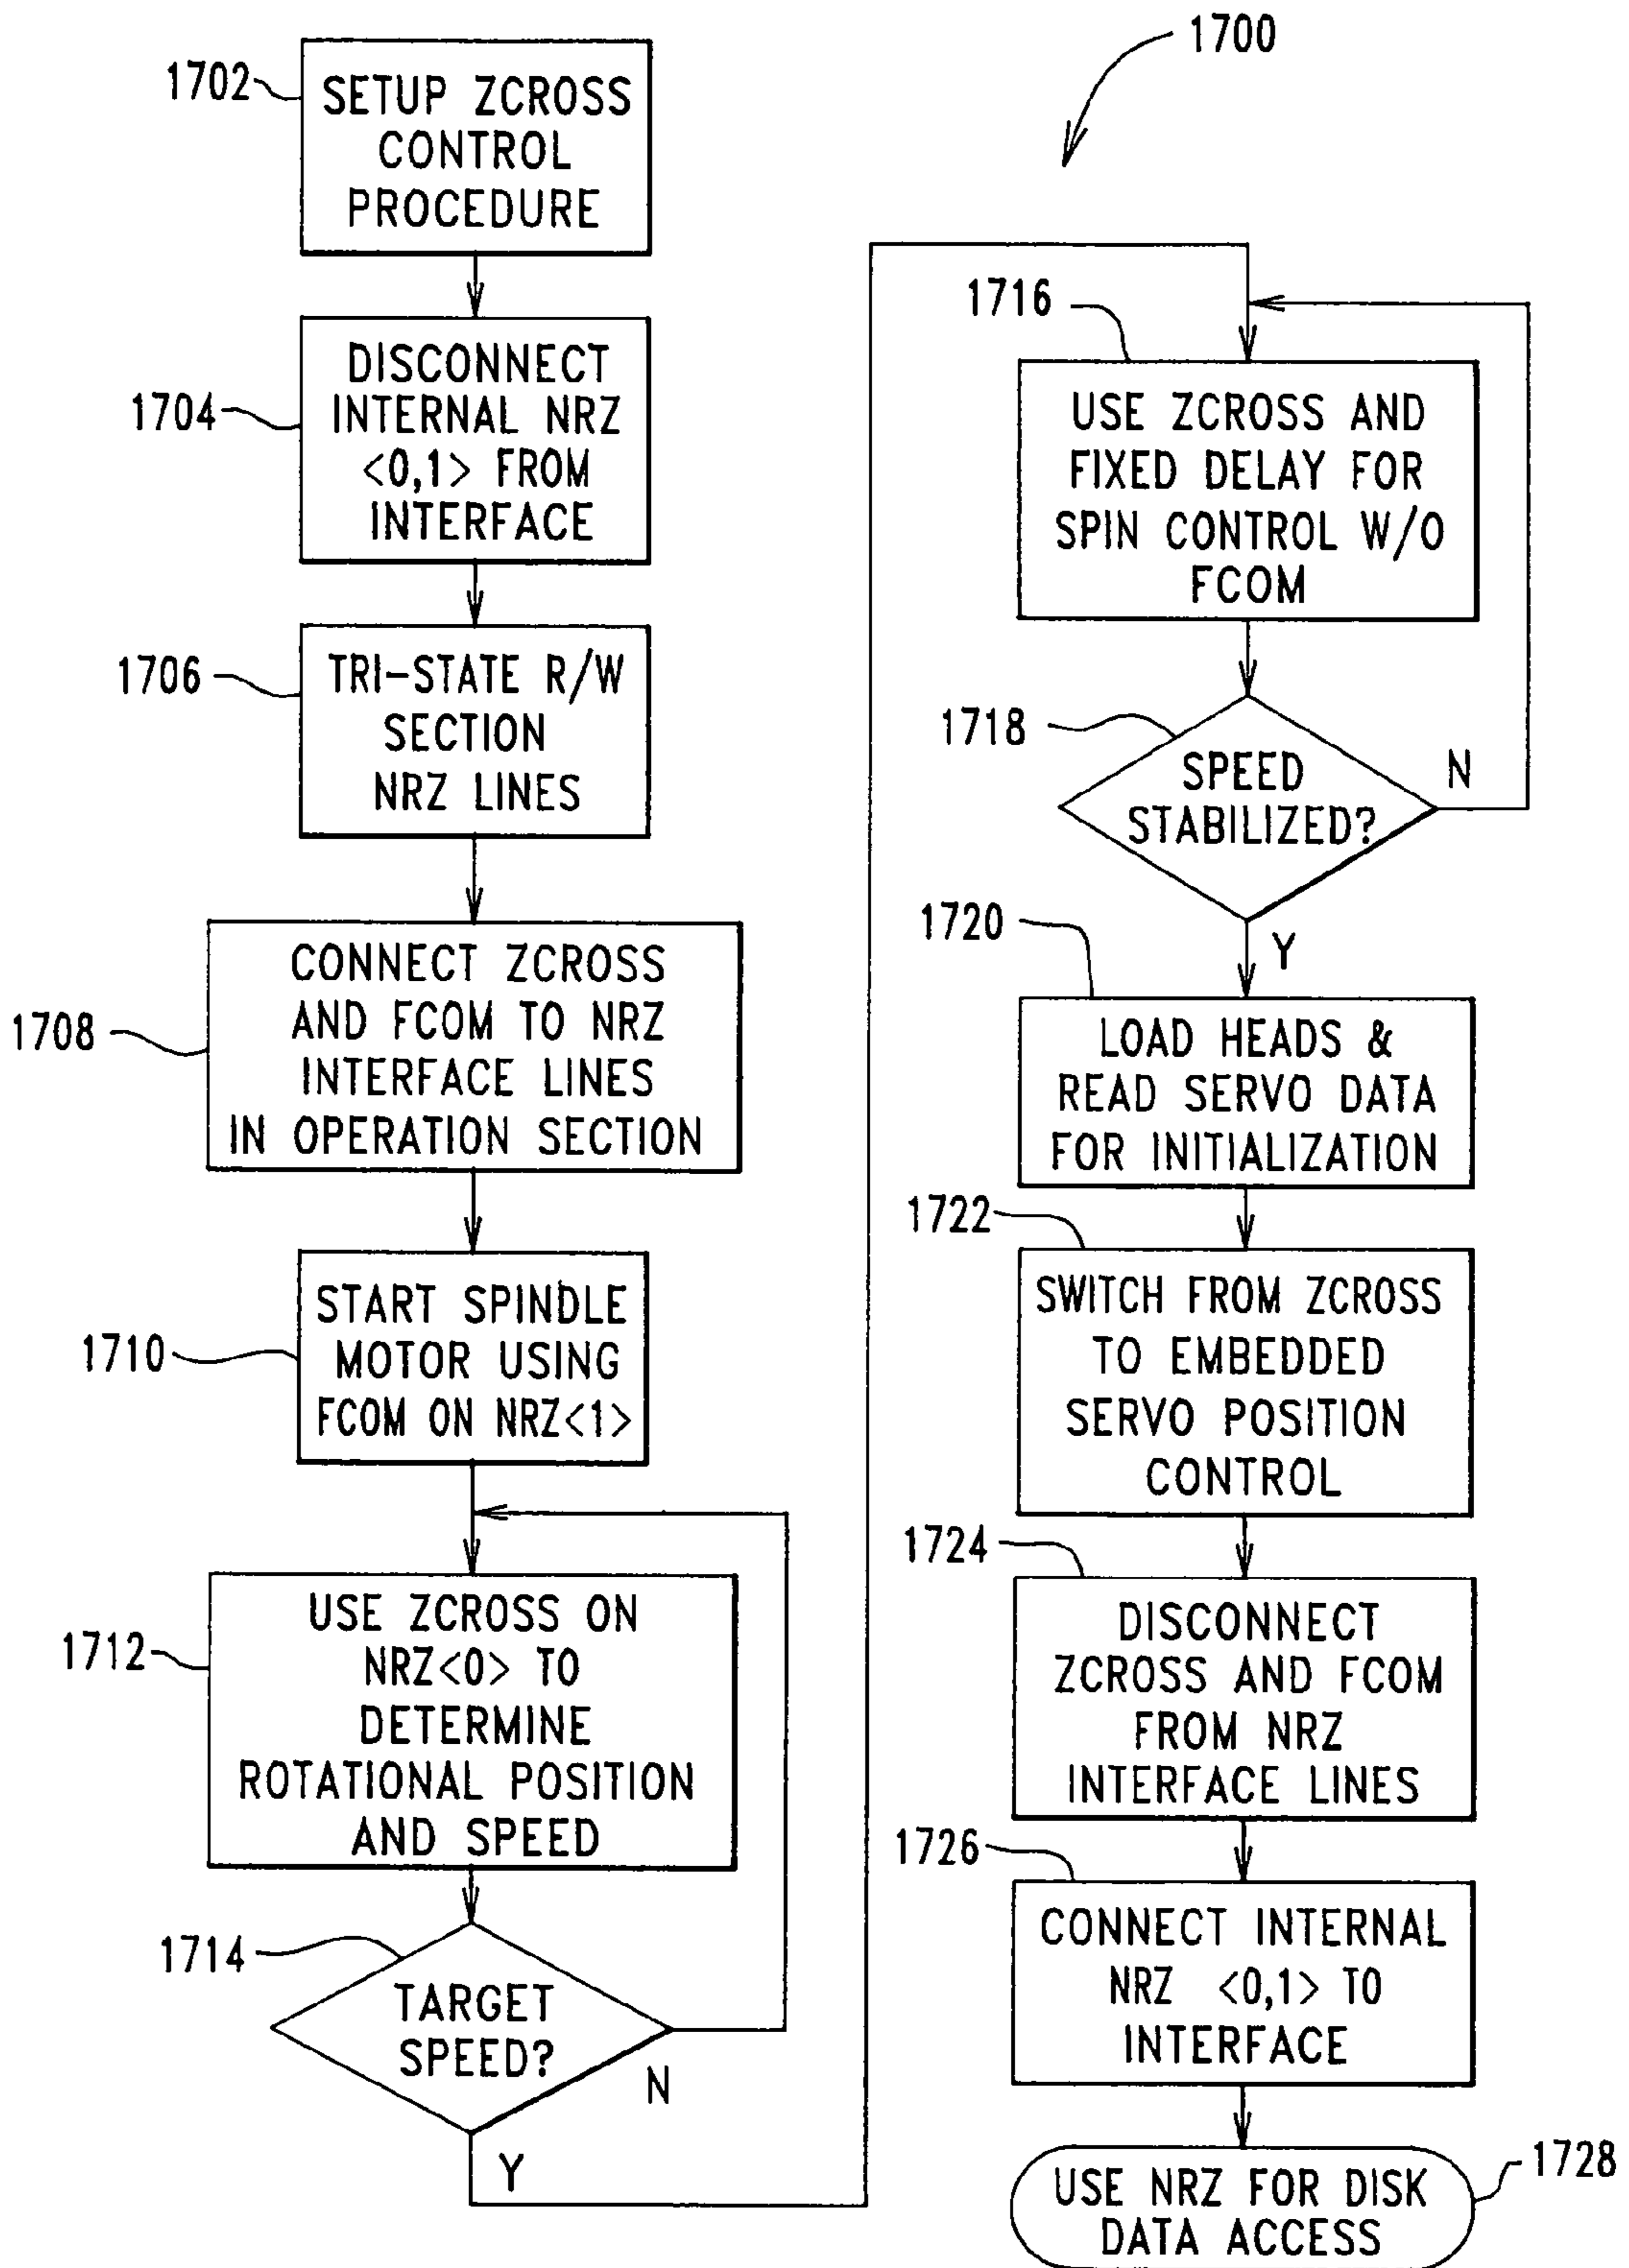 1700
1702
SETUP ZCROSS
CONTROL
PROCEDURE
1704
DISCONNECT
INTERNAL NRZ
<0,1> FROM
INTERFACE
1706
TRI-STATE R/W
SECTION
NRZ LINES
1708
CONNECT ZCROSS
AND FCOM TO NRZ
INTERFACE LINES
IN OPERATION SECTION
1710
START SPINDLE
MOTOR USING
FCOM ON NRZ<1>
1712
USE ZCROSS ON
NRZ<0> TO
DETERMINE
ROTATIONAL POSITION
AND SPEED
1714
TARGET
SPEED?
N
Y
1716
USE ZCROSS AND
FIXED DELAY FOR
SPIN CONTROL W/O
FCOM
1718
SPEED
STABILIZED?
N
Y
1720
LOAD HEADS &
READ SERVO DATA
FOR INITIALIZATION
1722
SWITCH FROM ZCROSS
TO EMBEDDED
SERVO POSITION
CONTROL
1724
DISCONNECT
ZCROSS AND FCOM
FROM NRZ
INTERFACE LINES
1726
CONNECT INTERNAL
NRZ <0,1> TO
INTERFACE
1728
USE NRZ FOR DISK
DATA ACCESS